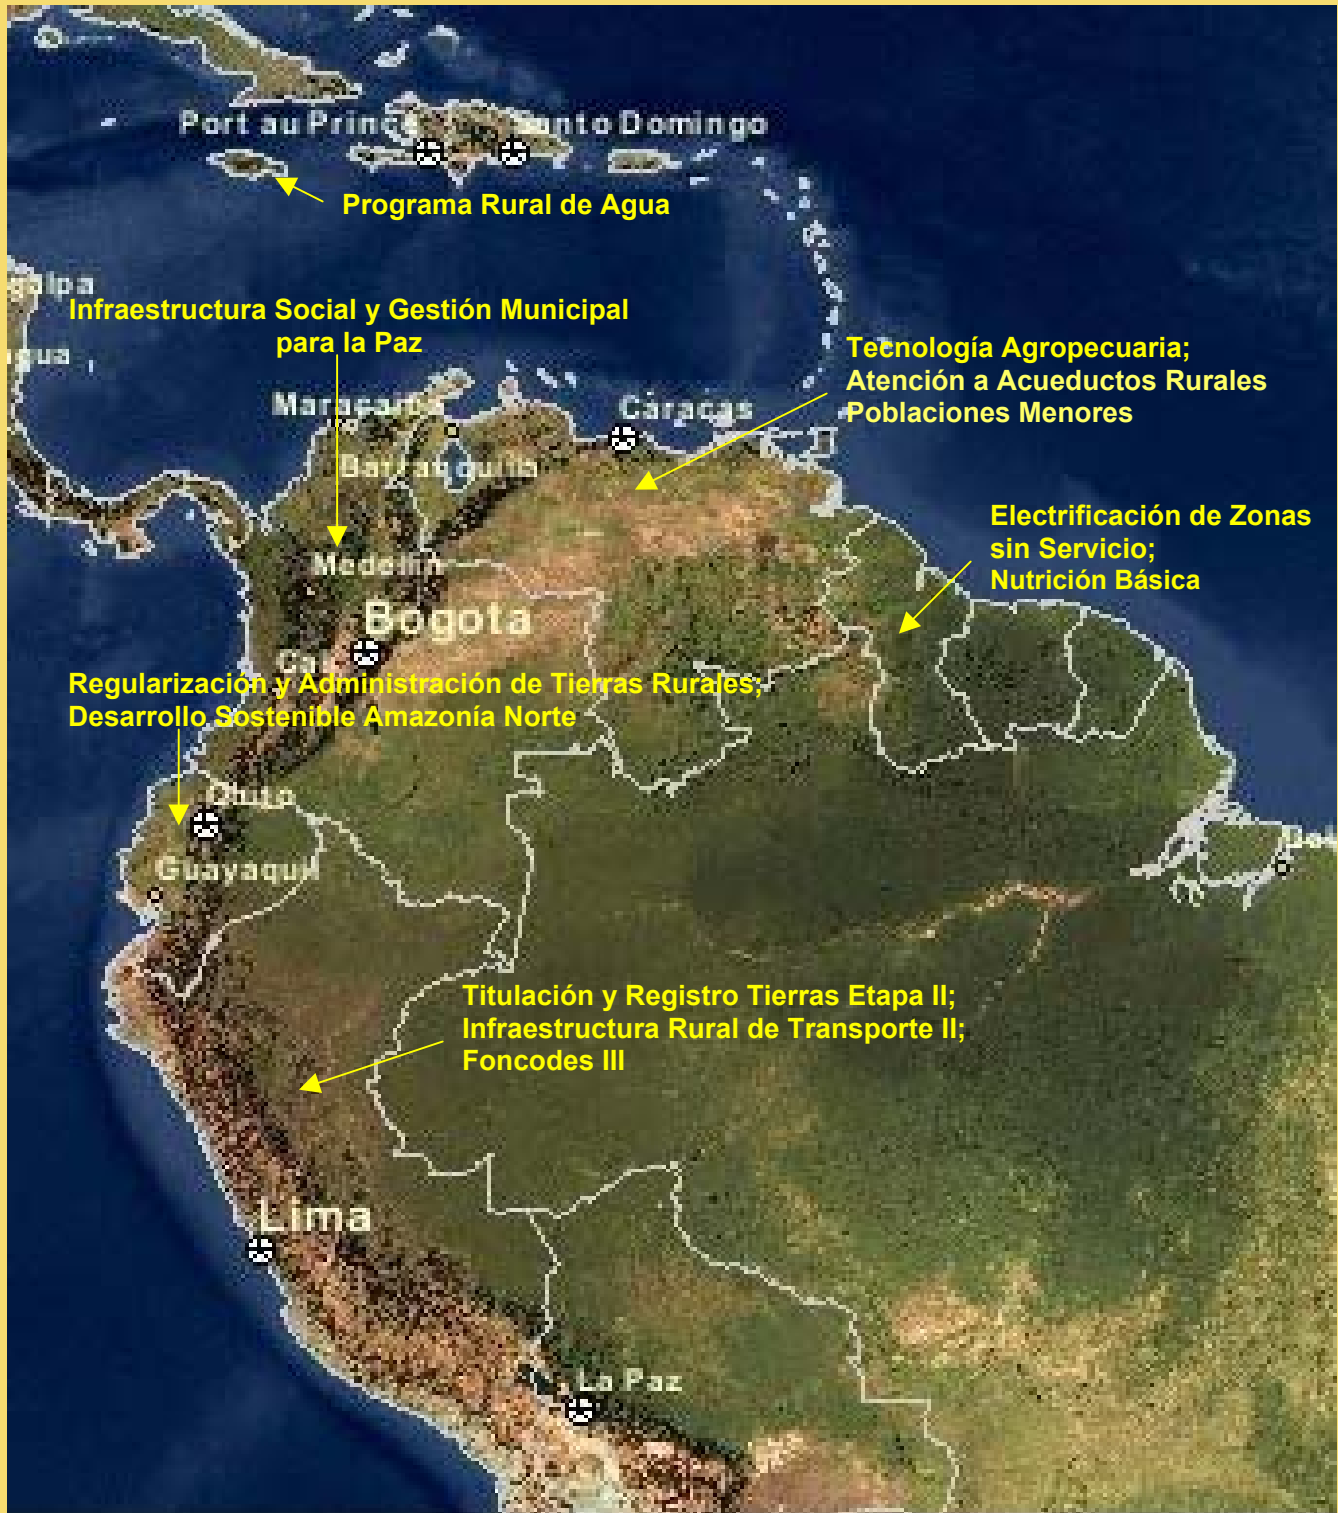 Port au Prince
Santo Domingo
Programa Rural de Agua
galpa
Infraestructura Social y Gestión Municipal
para la Paz
agua
Tecnología Agropecuaria;
Atención a Acueductos Rurales
Poblaciones Menores
Maracaibo
Caracas
Barranquilla
Electrificación de Zonas
sin Servicio;
Nutrición Básica
Medellin
Bogota
Cali
Regularización y Administración de Tierras Rurales;
Desarrollo Sostenible Amazonía Norte
Quito
Guayaquil
Titulación y Registro Tierras Etapa II;
Infraestructura Rural de Transporte II;
Foncodes III
Lima
La Paz